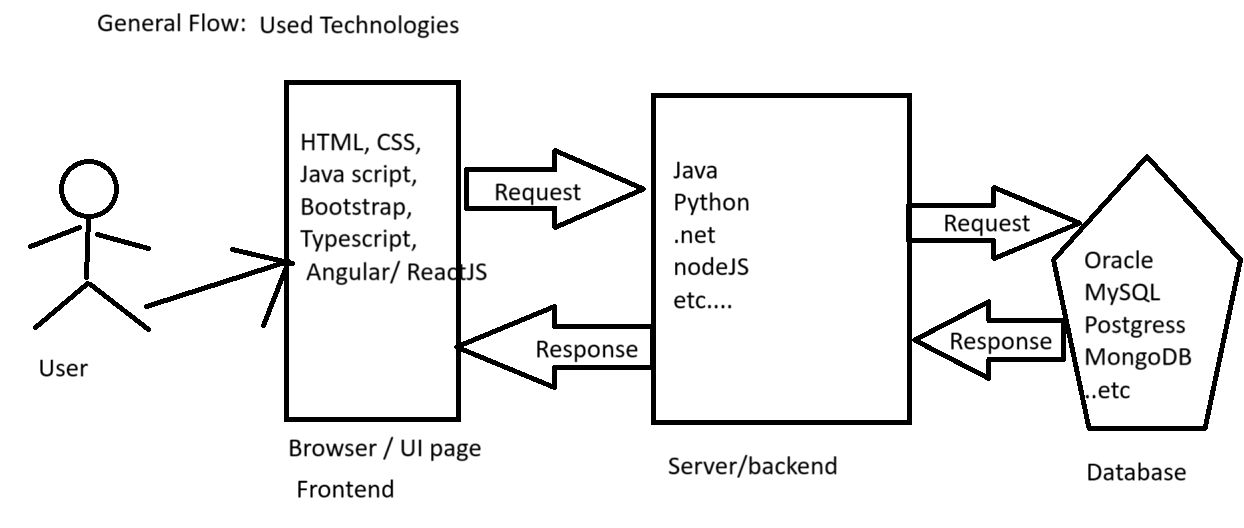 General Flow: Used Technologies
HTML, CSS,
Java script,
Bootstrap,
Typescript,
Angular/ ReactJS
Request
Response
Java
Python
.net
nodeJS
etc....
Request
Response
Oracle
MySQL
Postgress
MongoDB
..etc
User
Browser / UI page
Frontend
Server/backend
Database